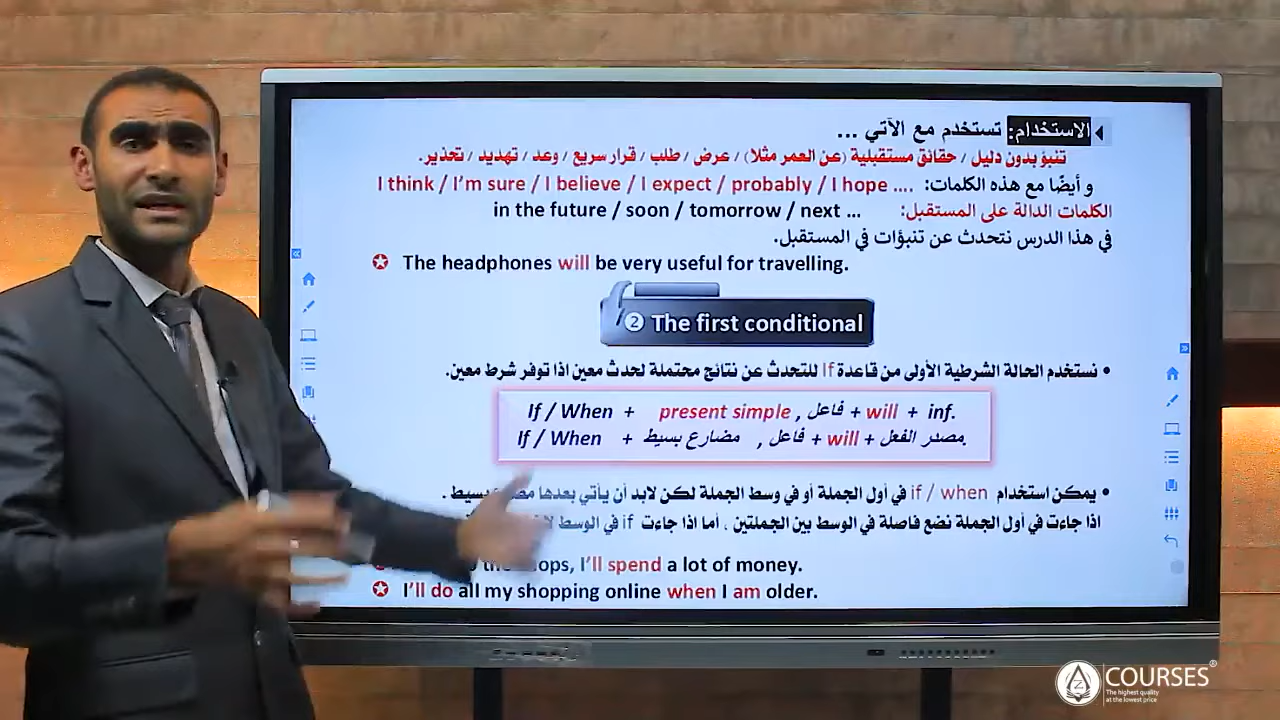 الاستخدام: تستخدم مع الآتي ...
تنبؤ بدون دليل / حقائق مستقبلية (عن العمر مثلا) / عرض / طلب / قرار سريع / وعد / تهديد / تحذير.
و أيضًا مع هذه الكلمات: I think / I'm sure / I believe / I expect / probably / I hope ....
الكلمات الدالة على المستقبل: in the future / soon / tomorrow / next ...
في هذا الدرس نتحدث عن تنبؤات في المستقبل.
The headphones will be very useful for travelling.
❷ The first conditional
• نستخدم الحالة الشرطية الأولى من قاعدة If للتحدث عن نتائج محتملة لحدث معين اذا توفر شرط معين.
If / When + present simple , فاعل + will + inf.
If / When + مضارع بسيط , فاعل + will + مصدر الفعل.
• يمكن استخدام if / when في أول الجملة أو في وسط الجملة لكن لابد أن يأتي بعدها بسيط .
اذا جاءت في أول الجملة نضع فاصلة في الوسط بين الجملتين ، أما اذا جاءت if في الوسط
, I'll spend a lot of money.
I'll do all my shopping online when I am older.
COURSES®
The highest quality
at the lowest price